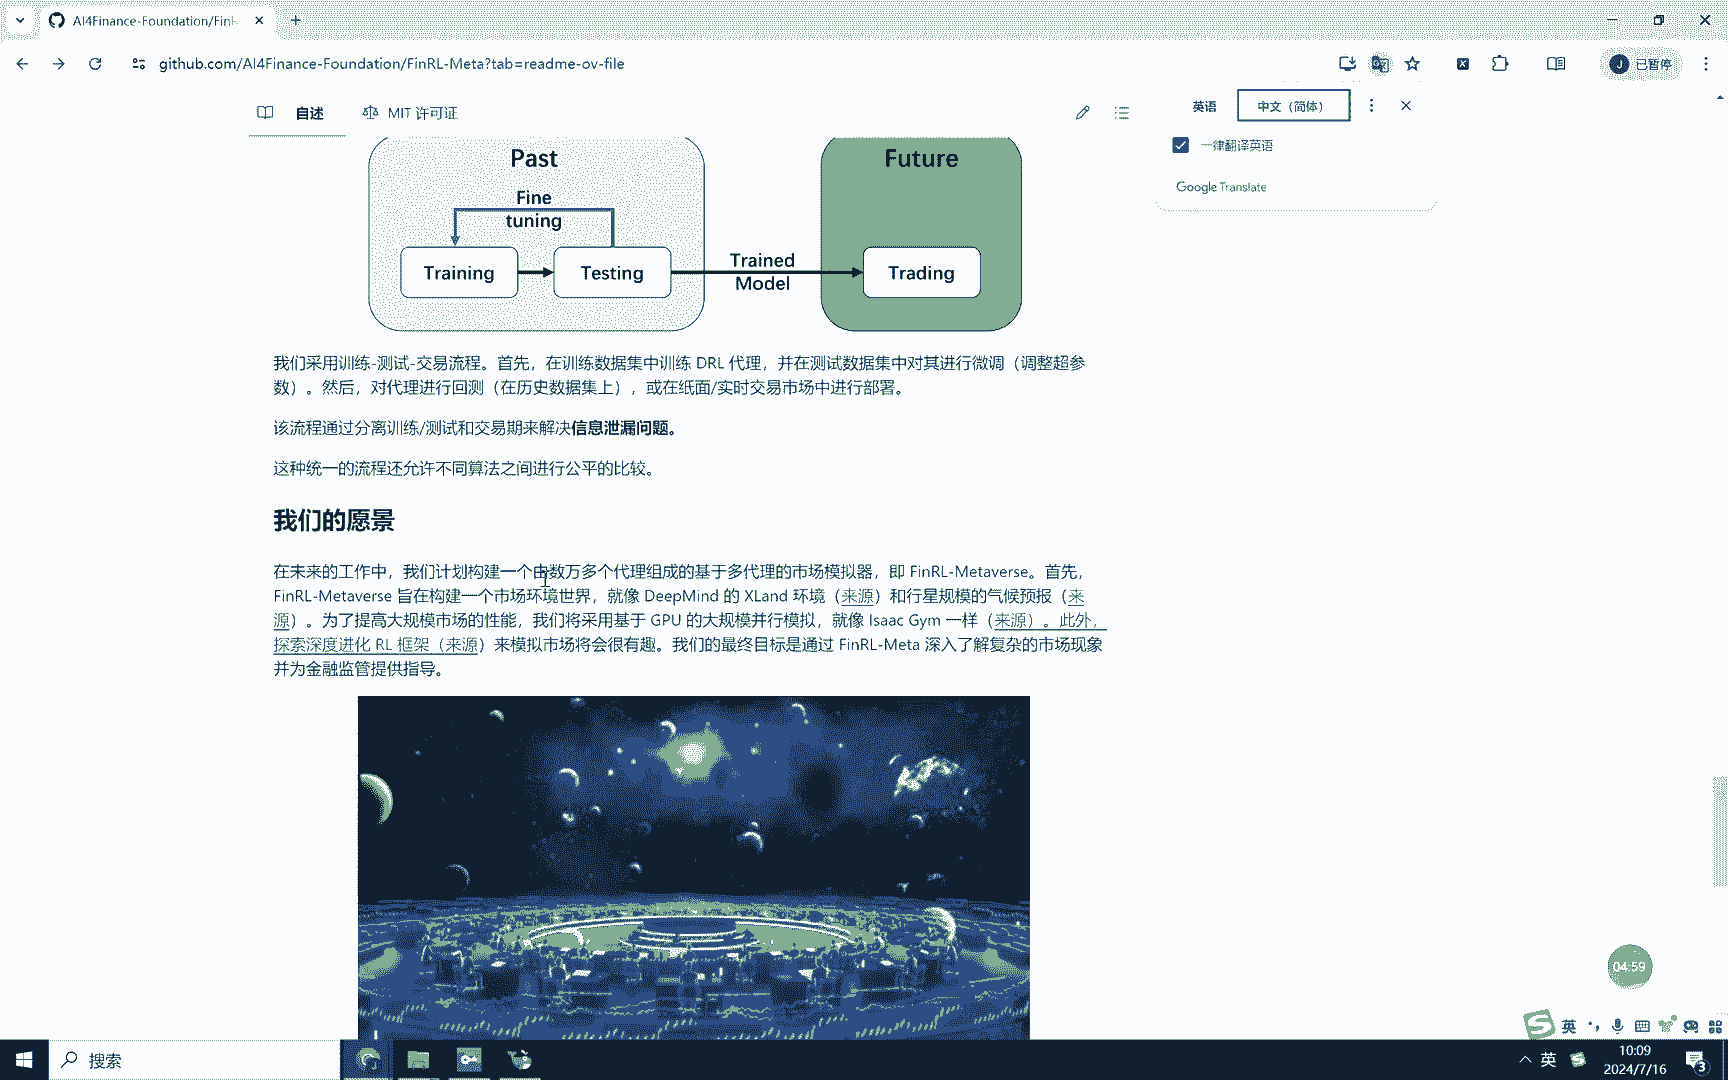 AI4Finance-Foundation/FinR
github.com/AI4Finance-Foundation/FinRL-Meta?tab=readme-ov-file
J 已暂停
自述
MIT 许可证
英语
中文（简体）
一律翻译英语
Google Translate
Past
Future
Fine
tuning
Training
Testing
Trained
Model
Trading
我们采用训练-测试-交易流程。首先，在训练数据集中训练 DRL 代理，并在测试数据集中对其进行微调（调整超参
数）。然后，对代理进行回测（在历史数据集上），或在纸面/实时交易市场中进行部署。
该流程通过分离训练/测试和交易期来解决信息泄漏问题。
这种统一的流程还允许不同算法之间进行公平的比较。
我们的愿景
在未来的工作中，我们计划构建一个由数万多个代理组成的基于多代理的市场模拟器，即 FinRL-Metaverse。首先，
FinRL-Metaverse 旨在构建一个市场环境世界，就像 DeepMind 的 XLand 环境（来源）和行星规模的气候预报（来
源）。为了提高大规模市场的性能，我们将采用基于 GPU 的大规模并行模拟，就像 Isaac Gym 一样（来源）。此外，
探索深度进化 RL 框架（来源）来模拟市场将会很有趣。我们的最终目标是通过 FinRL-Meta 深入了解复杂的市场现象
并为金融监管提供指导。
04:59
英
搜索
英
10:09
2024/7/16
3